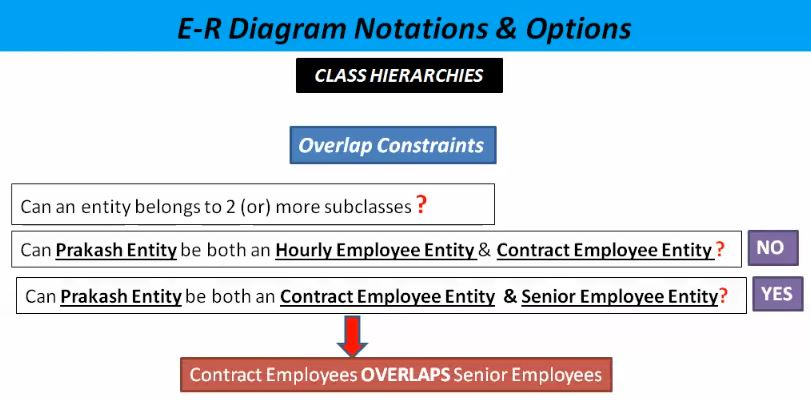 E-R Diagram Notations & Options
CLASS HIERARCHIES
Overlap Constraints
Can an entity belongs to 2 (or) more subclasses ?
Can Prakash Entity be both an Hourly Employee Entity & Contract Employee Entity ? NO
Can Prakash Entity be both an Contract Employee Entity & Senior Employee Entity? YES
Contract Employees OVERLAPS Senior Employees